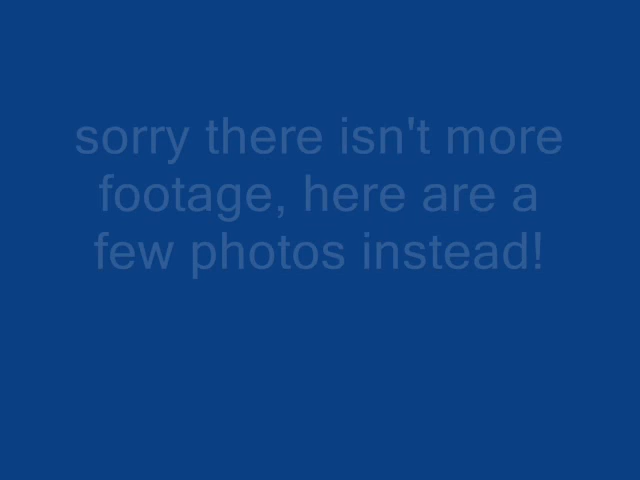 sorry there isn't more
footage, here are a
few photos instead!